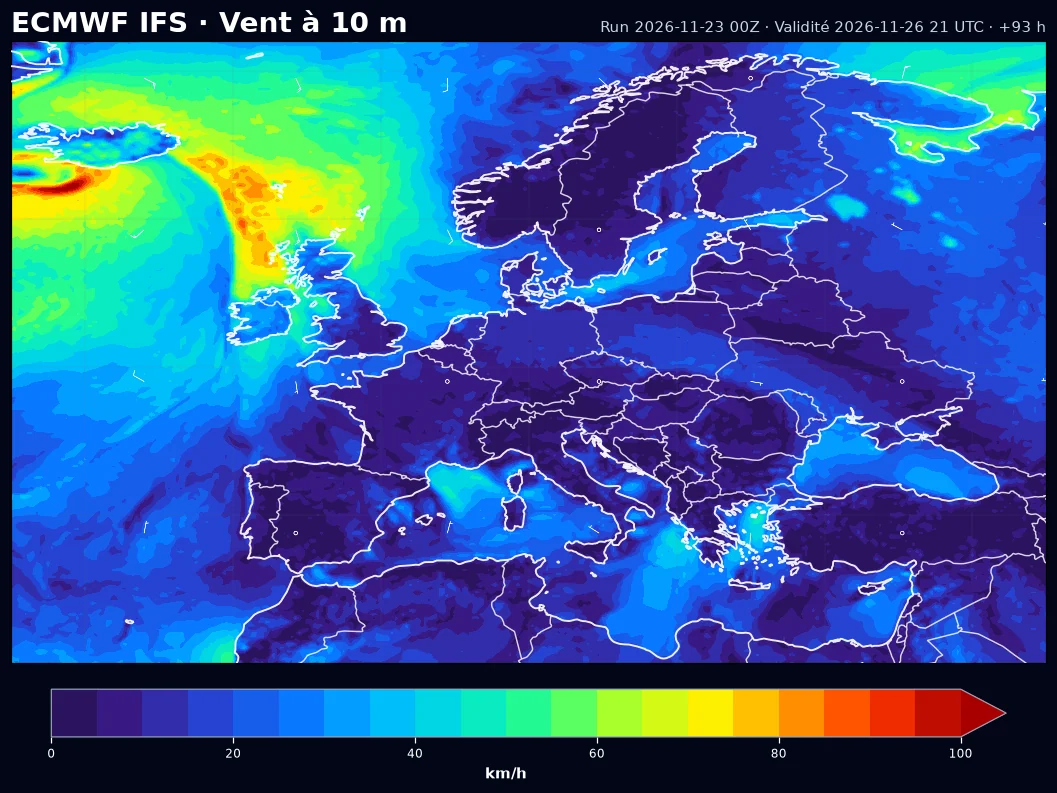 ECMWF IFS · Vent à 10 m
Run 2026-11-23 00Z · Validité 2026-11-26 21 UTC · +93 h
0 20 40 60 80 100
km/h